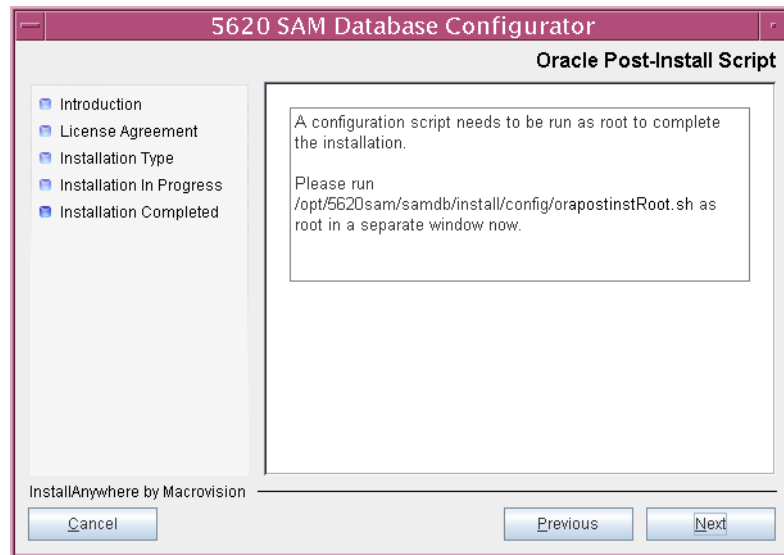 5620 SAM Database Configurator
Oracle Post-Install Script
Introduction
License Agreement
Installation Type
Installation In Progress
Installation Completed
A configuration script needs to be run as root to complete
the installation.
Please run
/opt/5620sam/samdb/install/config/orapostinstRoot.sh as
root in a separate window now.
InstallAnywhere by Macrovision
Cancel
Previous
Next